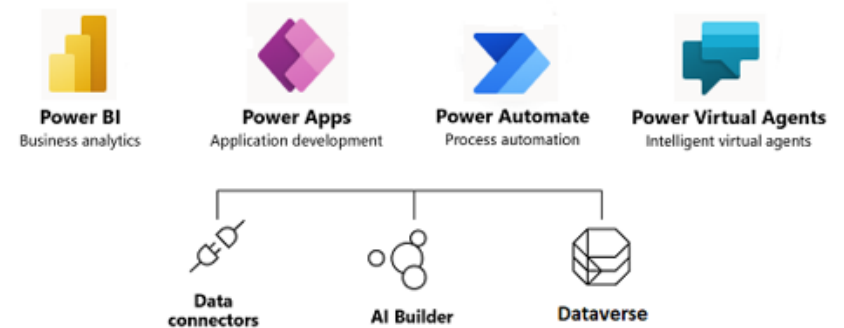 Power BI
Business analytics
Power Apps
Application development
Power Automate
Process automation
Power Virtual Agents
Intelligent virtual agents
Data
connectors
AI Builder
Dataverse